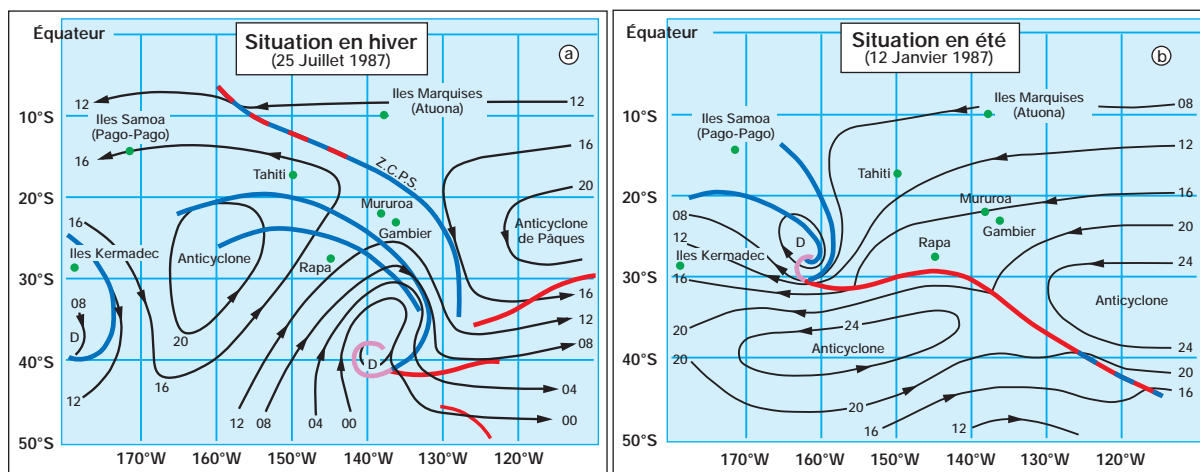 Équateur
Situation en hiver
(25 Juillet 1987)
a
12
12
10°S
Iles Marquises
(Atuona)
Iles Samoa
(Pago-Pago)
16
16
Z.C.P.S.
Tahiti
20
20°S
Mururoa
Gambier
16
Anticyclone
de Pâques
Iles Kermadec
Anticyclone
Rapa
30°S
08
D
16
12
08
20
40°S
D
16
12
04
12
08
04
00
00
50°S
170°W
160°W
150°W
140°W
130°W
120°W
Équateur
Situation en été
(12 Janvier 1987)
b
08
10°S
Iles Marquises
(Atuona)
Iles Samoa
(Pago-Pago)
12
Tahiti
20°S
16
Mururoa
Gambier
08
20
D
12
Rapa
Iles Kermadec
24
16
30°S
Anticyclone
20
24
Anticyclone
24
20
40°S
20
16
20
16
12
50°S
170°W
160°W
150°W
140°W
130°W
120°W